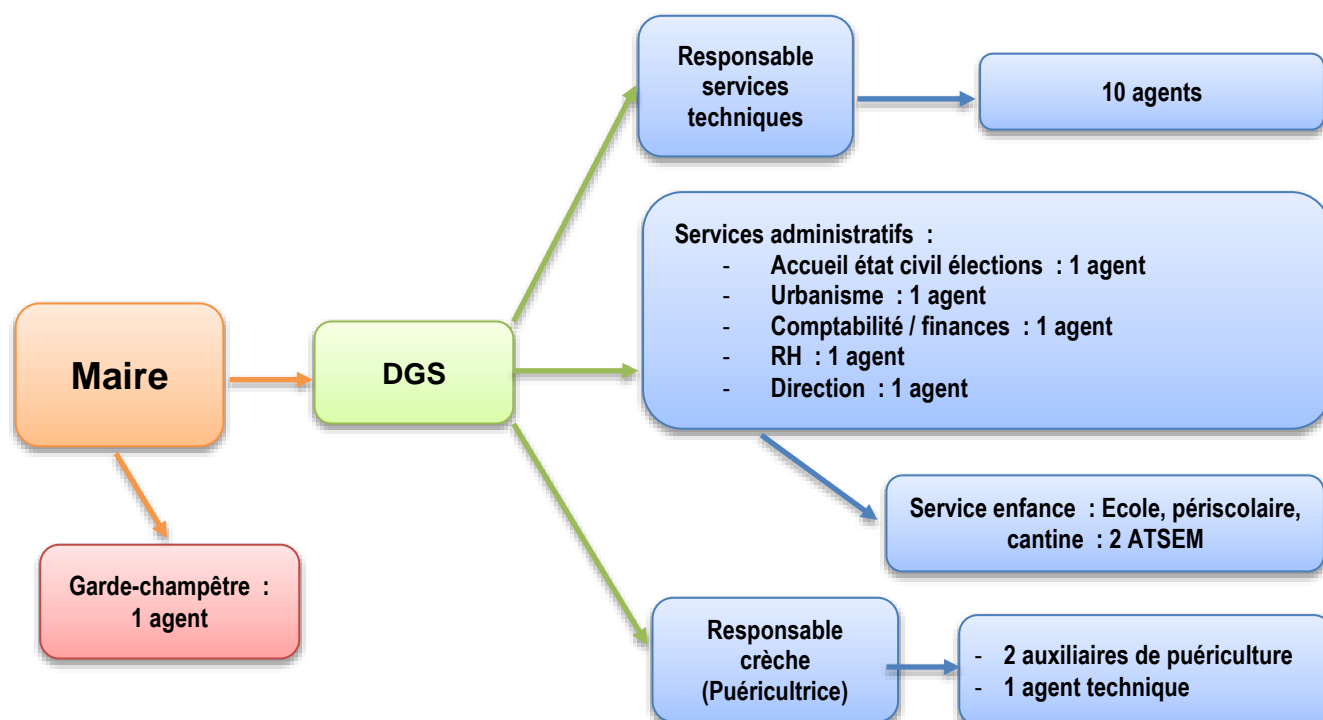 Maire
Garde-champêtre :
1 agent
DGS
Responsable
services
techniques
10 agents
Services administratifs :
- Accueil état civil élections : 1 agent
- Urbanisme : 1 agent
- Comptabilité / finances : 1 agent
- RH : 1 agent
- Direction : 1 agent
Service enfance : Ecole, périscolaire,
cantine : 2 ATSEM
Responsable
crèche
(Puéricultrice)
- 2 auxiliaires de puériculture
- 1 agent technique